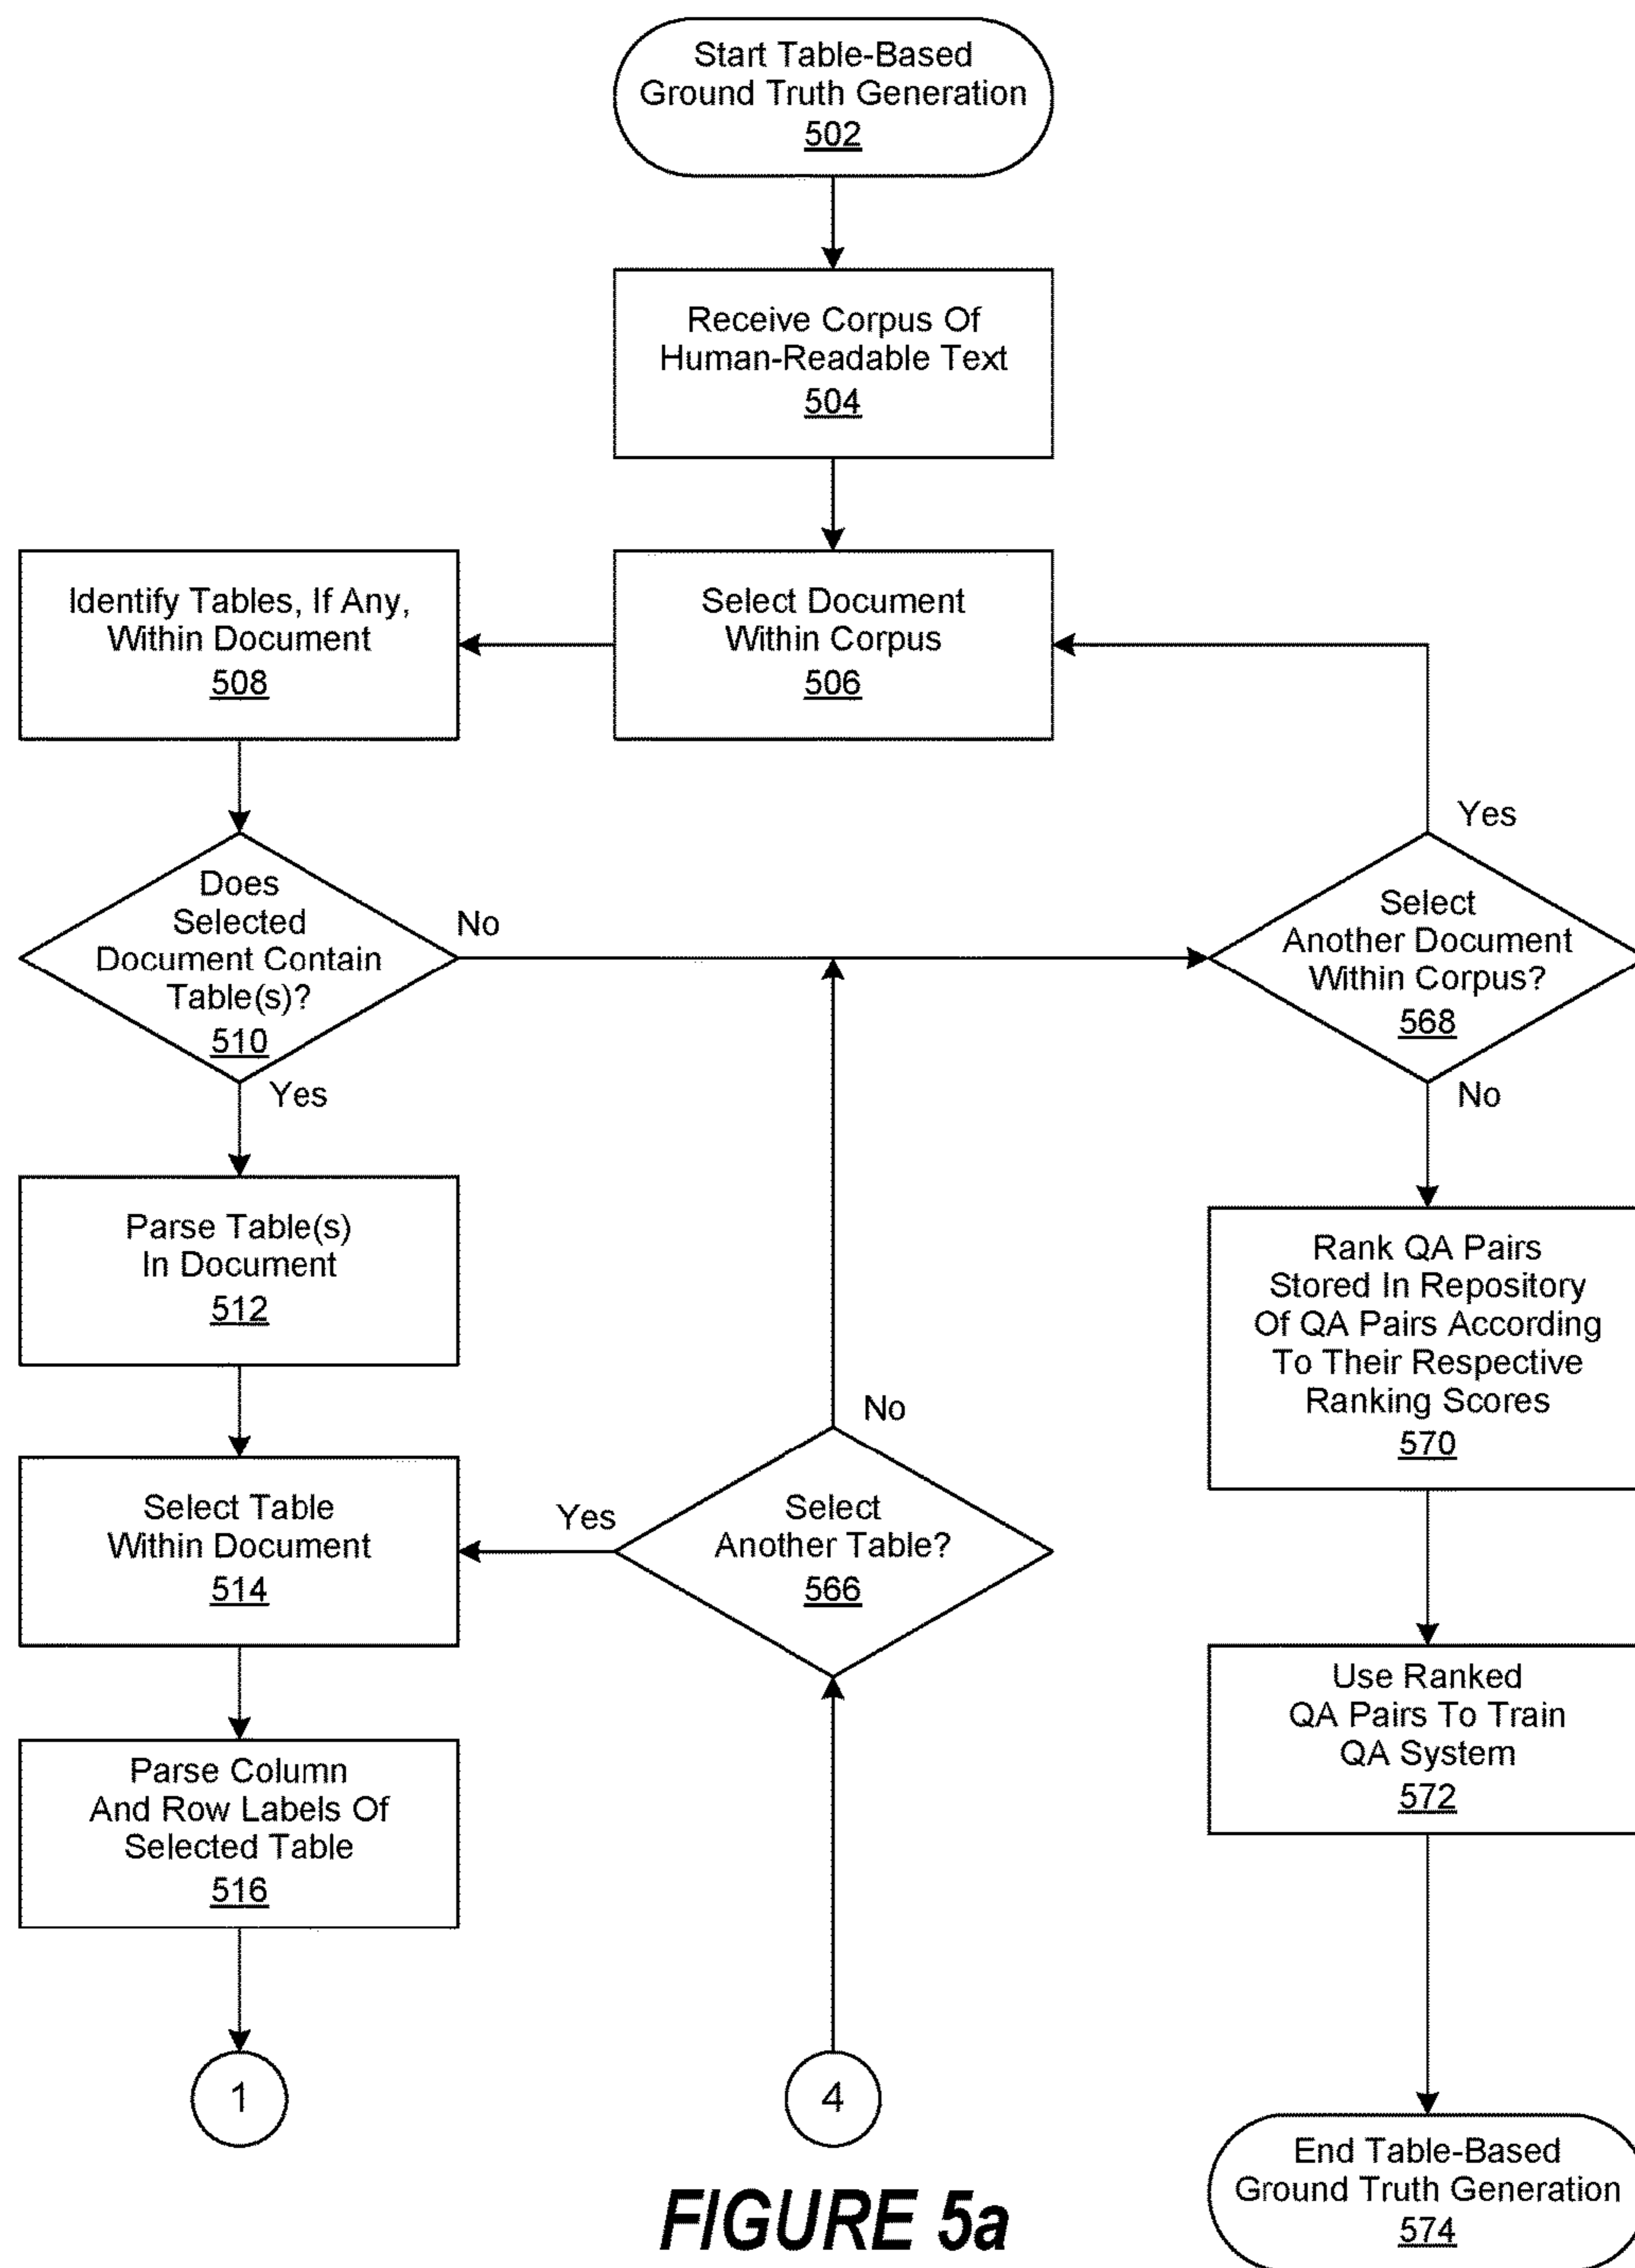 Start Table-Based
Ground Truth Generation
502
Receive Corpus Of
Human-Readable Text
504
Identify Tables, If Any,
Within Document
508
Select Document
Within Corpus
506
Does
Selected
Document Contain
Table(s)?
510
No
Yes
Yes
Select
Another Document
Within Corpus?
568
No
Parse Table(s)
In Document
512
Rank QA Pairs
Stored In Repository
Of QA Pairs According
To Their Respective
Ranking Scores
570
Select Table
Within Document
514
Yes
No
Select
Another Table?
566
Use Ranked
QA Pairs To Train
QA System
572
Parse Column
And Row Labels Of
Selected Table
516
1
4
End Table-Based
Ground Truth Generation
574
FIGURE 5a